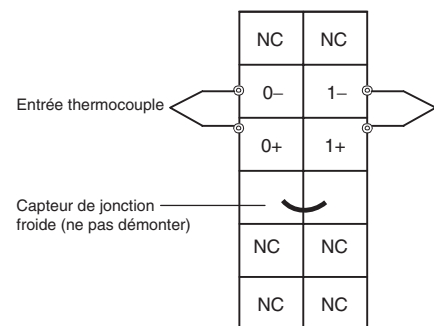 NC NC
Entrée thermocouple 0– 1–
0+ 1+
Capteur de jonction
froide (ne pas démonter)
NC NC
NC NC